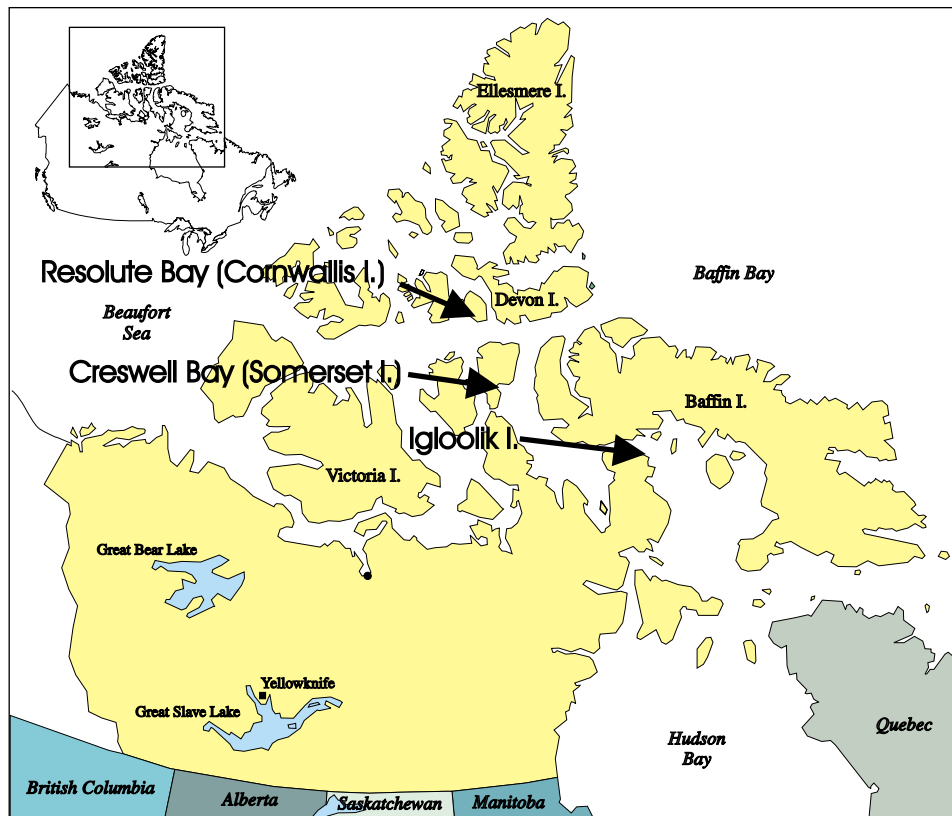 Ellesmere I.
Resolute Bay (Cornwallis I.)
Baffin Bay
Devon I.
Beaufort
Sea
Creswell Bay (Somerset I.)
Baffin I.
Igloolik I.
Victoria I.
Great Bear Lake
Yellowknife
Great Slave Lake
Quebec
Hudson
Bay
British Columbia
Alberta
Saskatchewan
Manitoba